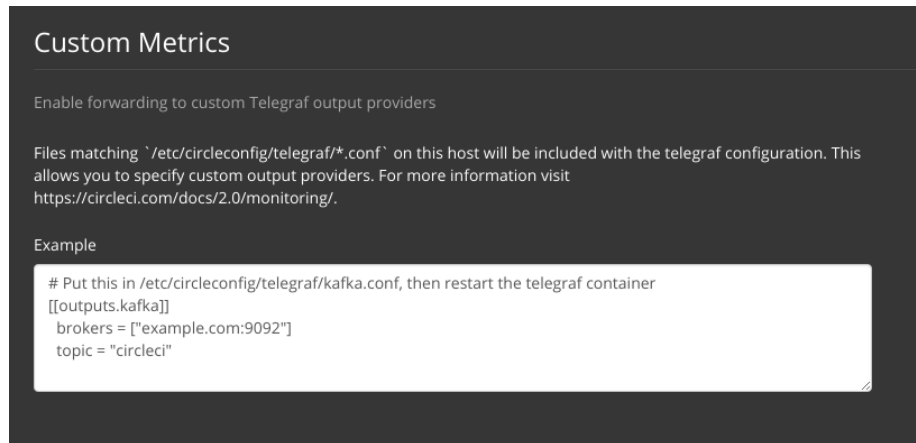 Custom Metrics
Enable forwarding to custom Telegraf output providers
Files matching `/etc/circleconfig/telegraf/*.conf` on this host will be included with the telegraf configuration. This
allows you to specify custom output providers. For more information visit
https://circleci.com/docs/2.0/monitoring/.
Example
# Put this in /etc/circleconfig/telegraf/kafka.conf, then restart the telegraf container
[[outputs.kafka]]
  brokers = ["example.com:9092"]
  topic = "circleci"